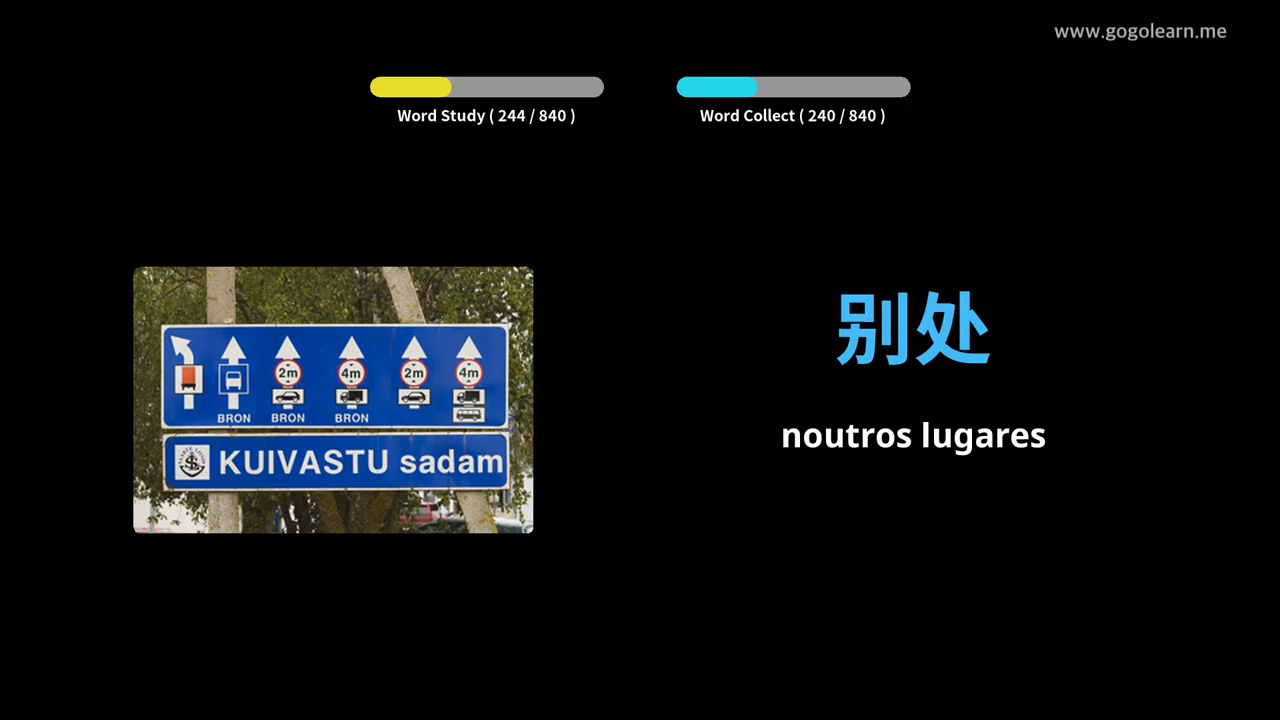 www.gogolearn.me
Word Study ( 244 / 840 )
Word Collect ( 240 / 840 )
2m
4m
2m
4m
BRON
BRON
BRON
KUIVASTU sadam
别处
noutros lugares